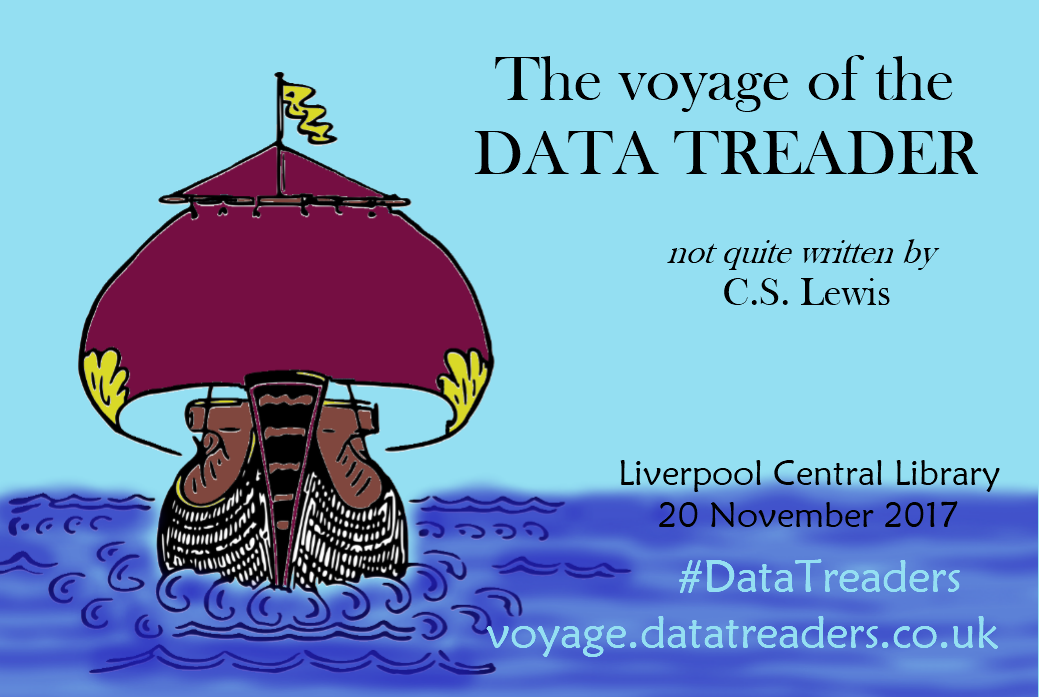 The voyage of the
DATA TREADER
not quite written by
C.S. Lewis
Liverpool Central Library
20 November 2017
#DataTreaders
voyage.datatreaders.co.uk